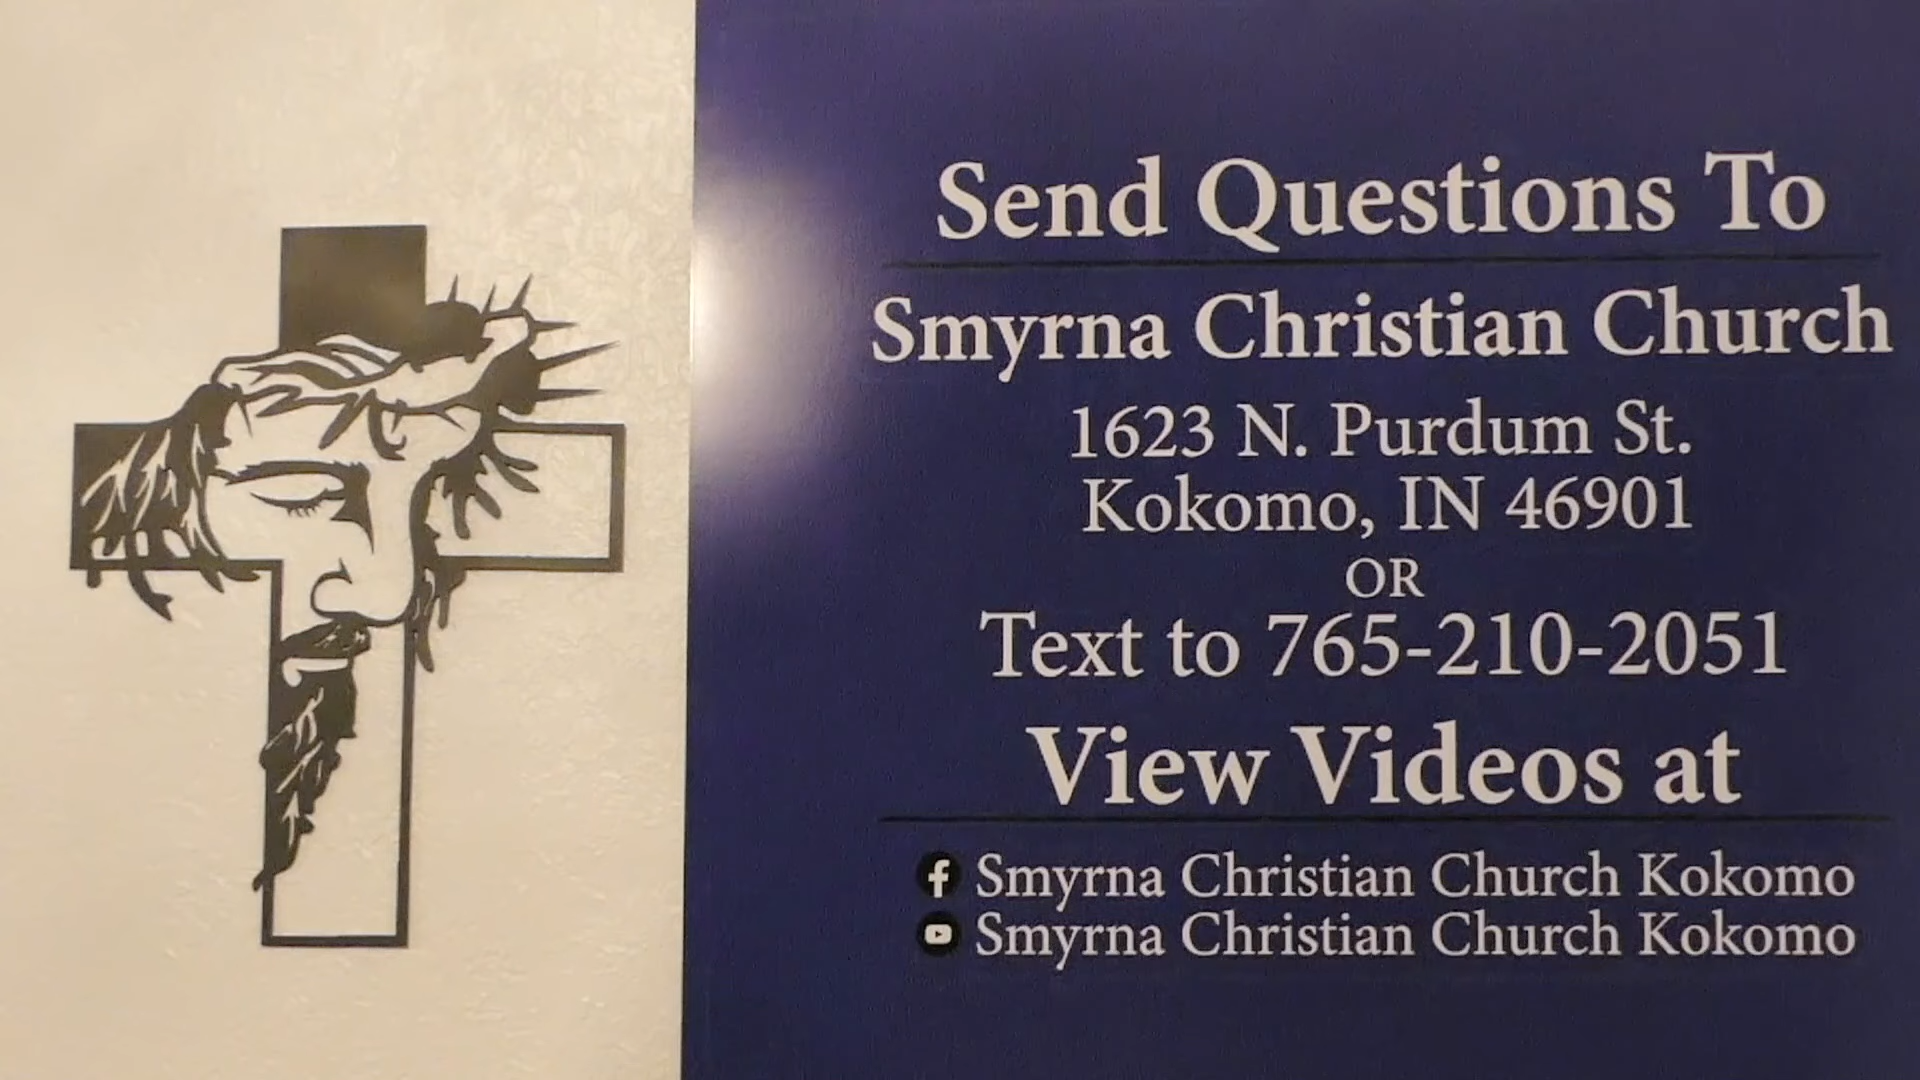 Send Questions To
Smyrna Christian Church
1623 N. Purdum St.
Kokomo, IN 46901
OR
Text to 765-210-2051
View Videos at
Smyrna Christian Church Kokomo
Smyrna Christian Church Kokomo